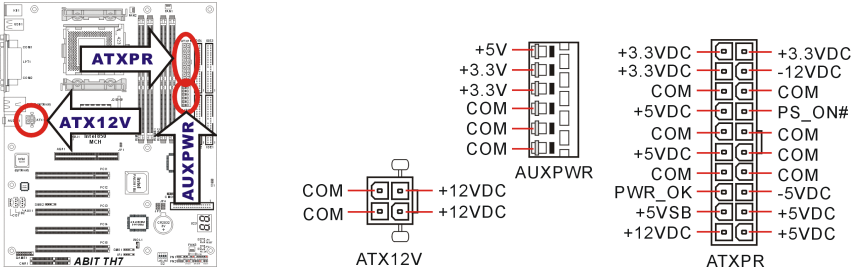 ATXPR
ATX12V
AUXPWR
Intel850
MCH
ABIT TH7
COM
COM
+12VDC
+12VDC
ATX12V
+5V
+3.3V
+3.3V
COM
COM
COM
AUXPWR
+3.3VDC
+3.3VDC
COM
+5VDC
COM
+5VDC
COM
PWR_OK
+5VSB
+12VDC
+3.3VDC
-12VDC
COM
PS_ON#
COM
COM
COM
-5VDC
+5VDC
+5VDC
ATXPR